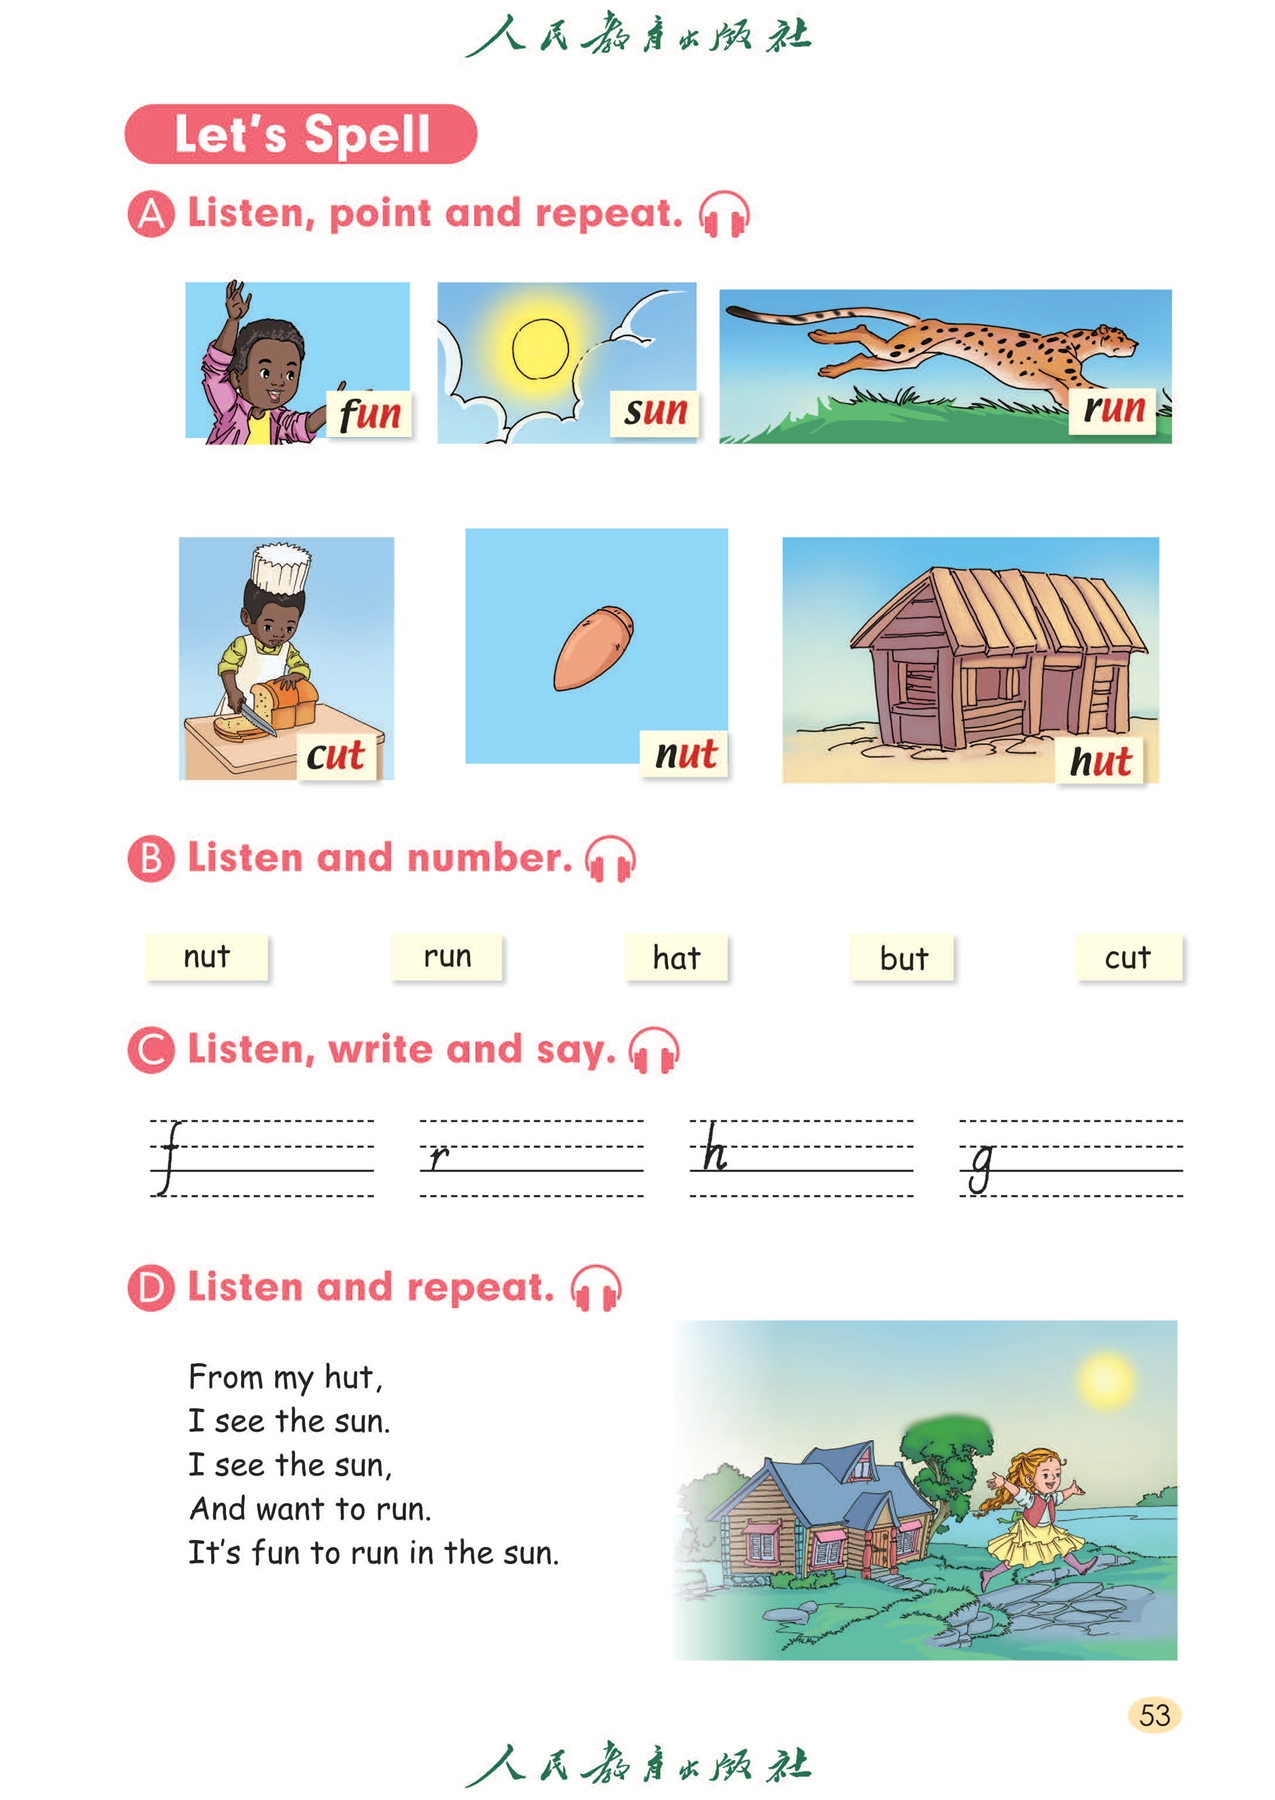 人民教育出版社
Let's Spell
A Listen, point and repeat.
fun
sun
run
cut
nut
hut
B Listen and number.
nut
run
hat
but
cut
C Listen, write and say.
f
r
h
g
D Listen and repeat.
From my hut,
I see the sun.
I see the sun,
And want to run.
It's fun to run in the sun.
53
人民教育出版社